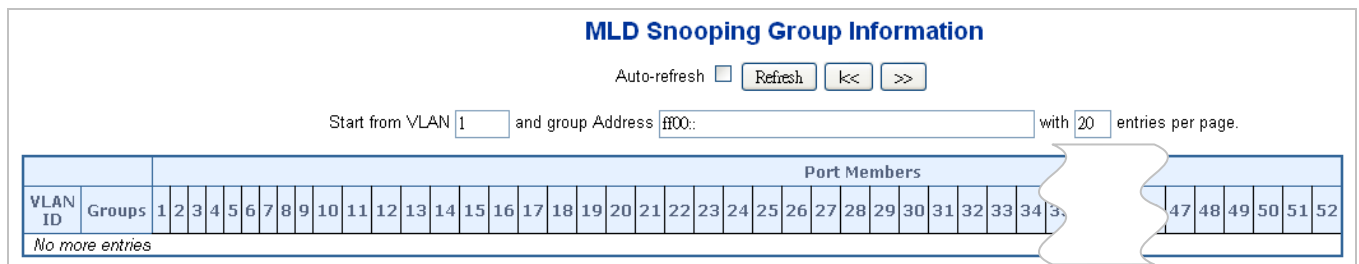 MLD Snooping Group Information
Auto-refresh Refresh |<< >>
Start from VLAN 1 and group Address ff00:: with 20 entries per page.
Port Members
VLAN ID Groups 1 2 3 4 5 6 7 8 9 10 11 12 13 14 15 16 17 18 19 20 21 22 23 24 25 26 27 28 29 30 31 32 33 34 47 48 49 50 51 52
No more entries